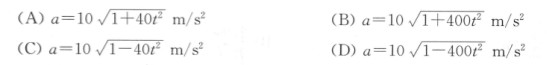 (A) a=10 √1+40t² m/s² (B) a=10 √1+400t² m/s²
(C) a=10 √1−40t² m/s² (D) a=10 √1−400t² m/s²